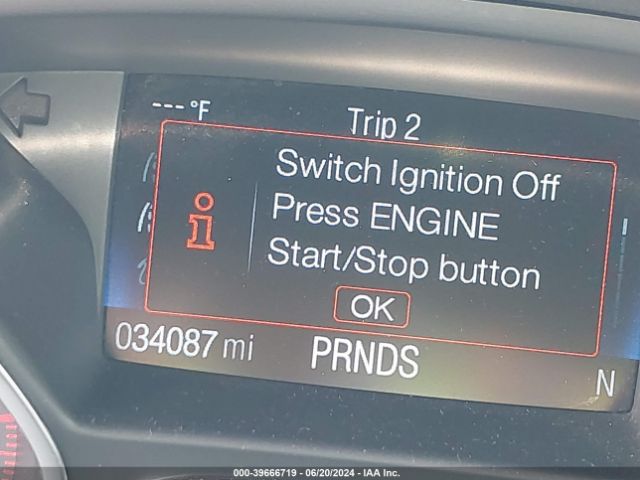 ---°F
Trip 2
Switch Ignition Off
Press ENGINE
Start/Stop button
OK
034087 mi
PRNDS
N
000-39666719 - 06/20/2024 - IAA Inc.